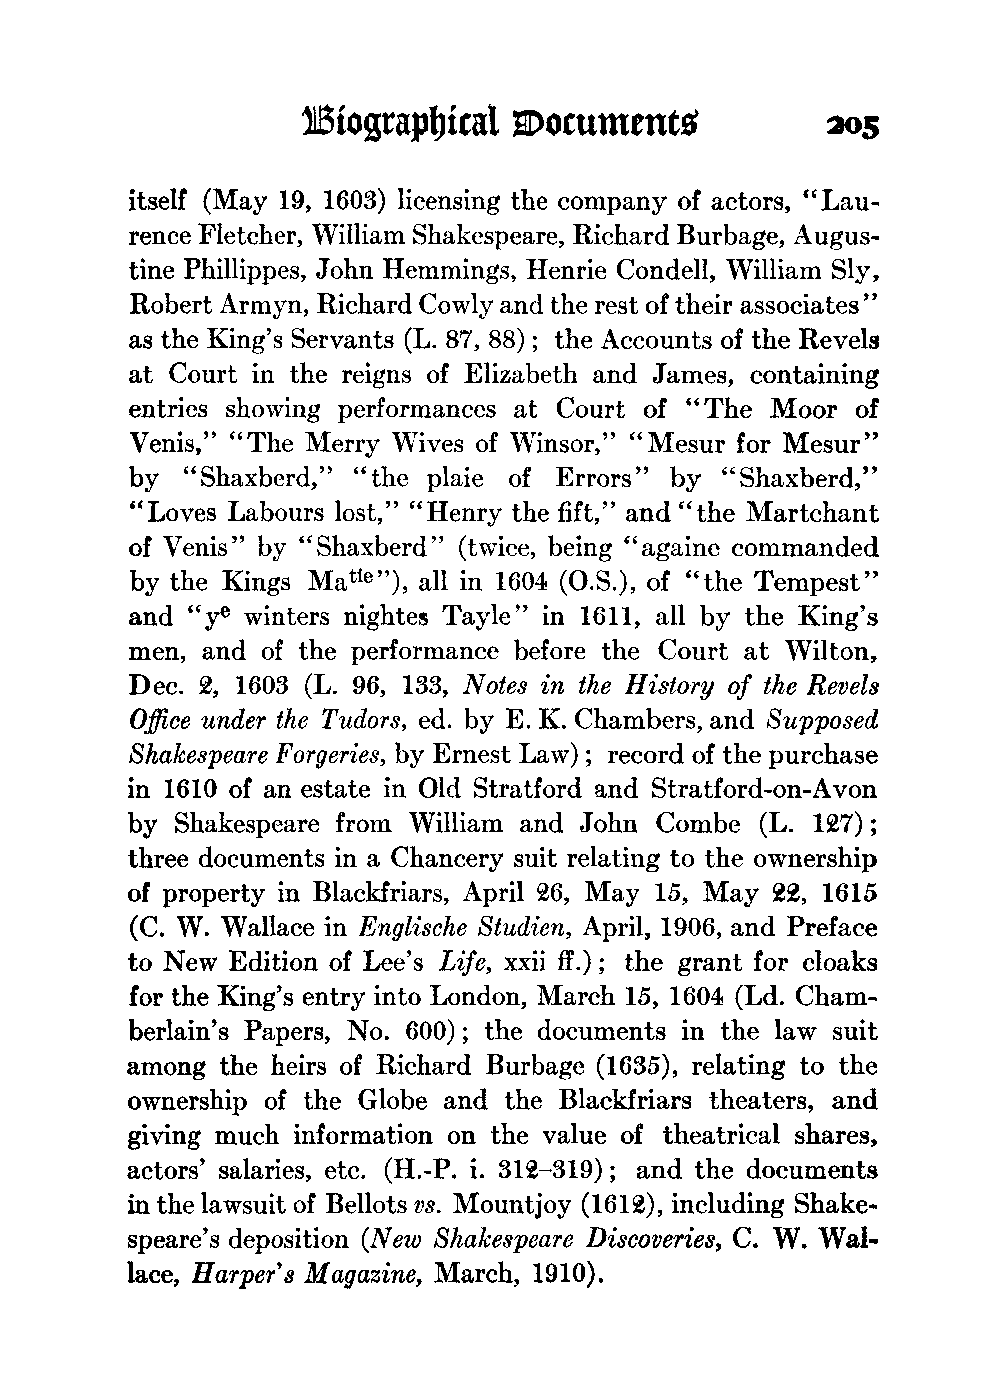 Biographical Documents 205
itself (May 19, 1603) licensing the company of actors, “Lau-
rence Fletcher, William Shakespeare, Richard Burbage, Augus-
tine Phillippes, John Hemmings, Henrie Condell, William Sly,
Robert Armyn, Richard Cowly and the rest of their associates”
as the King’s Servants (L. 87, 88); the Accounts of the Revels
at Court in the reigns of Elizabeth and James, containing
entries showing performances at Court of “The Moor of
Venis,” “The Merry Wives of Winsor,” “Mesur for Mesur”
by “Shaxberd,” “the plaie of Errors” by “Shaxberd,”
“Loves Labours lost,” “Henry the fift,” and “the Martchant
of Venis” by “Shaxberd” (twice, being “againe commanded
by the Kings Maᵗⁱᵉ”), all in 1604 (O.S.), of “the Tempest”
and “yᵉ winters nightes Tayle” in 1611, all by the King’s
men, and of the performance before the Court at Wilton,
Dec. 2, 1603 (L. 96, 133, Notes in the History of the Revels
Office under the Tudors, ed. by E. K. Chambers, and Supposed
Shakespeare Forgeries, by Ernest Law); record of the purchase
in 1610 of an estate in Old Stratford and Stratford-on-Avon
by Shakespeare from William and John Combe (L. 127);
three documents in a Chancery suit relating to the ownership
of property in Blackfriars, April 26, May 15, May 22, 1615
(C. W. Wallace in Englische Studien, April, 1906, and Preface
to New Edition of Lee’s Life, xxii ff.); the grant for cloaks
for the King’s entry into London, March 15, 1604 (Ld. Cham-
berlain’s Papers, No. 600); the documents in the law suit
among the heirs of Richard Burbage (1635), relating to the
ownership of the Globe and the Blackfriars theaters, and
giving much information on the value of theatrical shares,
actors’ salaries, etc. (H.-P. i. 312–319); and the documents
in the lawsuit of Bellots vs. Mountjoy (1612), including Shake-
speare’s deposition (New Shakespeare Discoveries, C. W. Wal-
lace, Harper’s Magazine, March, 1910).